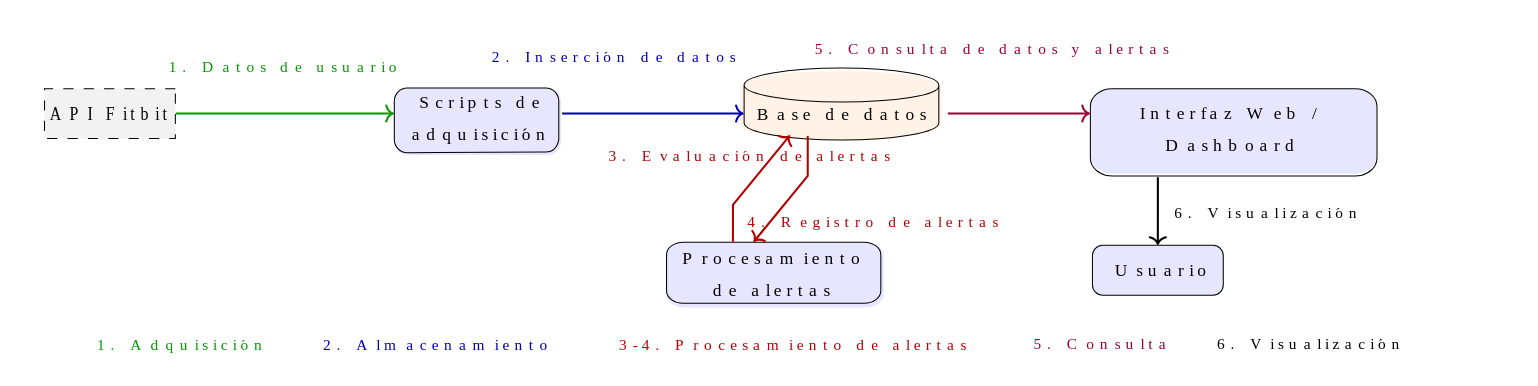 5. Consulta de datos y alertas
2. Inserción de datos
1. Datos de usuario
API Fitbit
Scripts de
adquisición
Base de datos
Interfaz Web /
Dashboard
3. Evaluación de alertas
4. Registro de alertas
6. Visualización
Procesamiento
de alertas
Usuario
1. Adquisición
2. Almacenamiento
3-4. Procesamiento de alertas
5. Consulta
6. Visualización